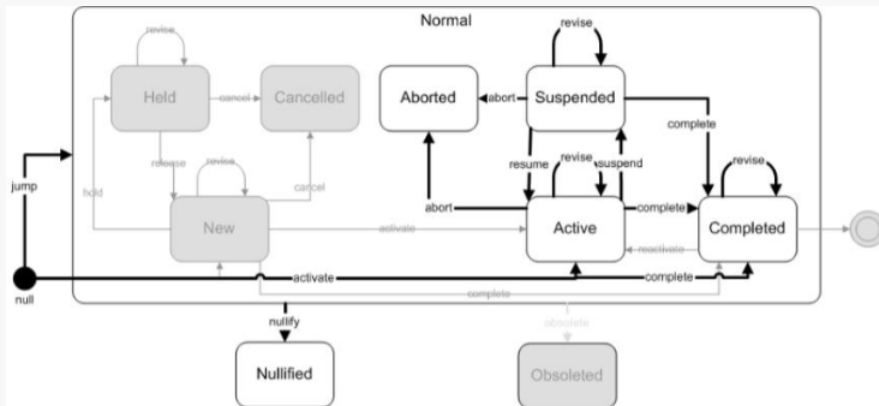 Normal
revise
revise
Held
cancel
Cancelled
Aborted
abort
Suspended
complete
release
revise
resume
revise
suspend
revise
jump
hold
cancel
abort
complete
New
activate
Active
Completed
reactivate
activate
complete
null
complete
nullify
obsolete
Nullified
Obsoleted